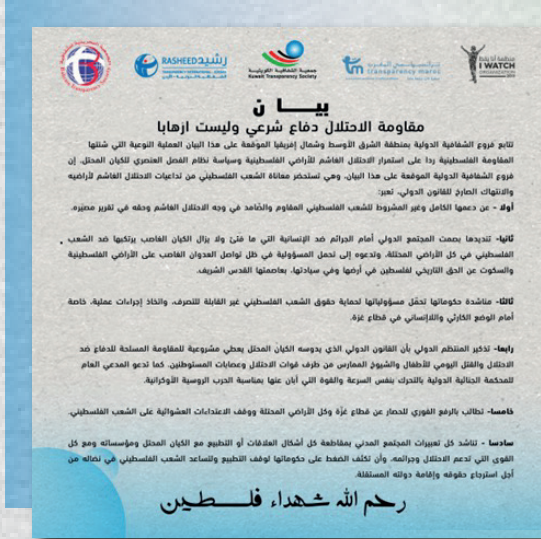 RASHEED رشيد
TRANSPARENCY INTERNATIONAL - JORDAN
جمعية الشفافية الكويتية
Kuwait Transparency Society
transparency maroc
منظمة أنا يقظ
I WATCH
ORGANIZATION
بيـــــا ن
مقاومة الاحتلال دفاع شرعي وليست ارهابا
تتابع فروع الشفافية الدولية بمنطقة الشرق الأوسط وشمال إفريقيا الموقعة على هذا البيان العملية النوعية التي شنتها
المقاومة الفلسطينية ردا على استمرار الاحتلال الغاشم للأراضي الفلسطينية وسياسة نظام الفصل العنصري للكيان المحتل. إن
فروع الشفافية الدولية الموقعة على هذا البيان، وهي تستحضر معاناة الشعب الفلسطيني من تداعيات الاحتلال الغاشم لأراضيه
والانتهاك الصارخ للقانون الدولي، تعبر:
أولا - عن دعمها الكامل وغير المشروط للشعب الفلسطيني المقاوم والصّامد في وجه الاحتلال الغاشم وحقه في تقرير مصيره.
ثانيا- تنديدها بصمت المجتمع الدولي أمام الجرائم ضد الإنسانية التي ما فتئ ولا يزال الكيان الغاصب يرتكبها ضد الشعب
الفلسطيني في كل الأراضي المحتلة، وتدعوه إلى تحمل المسؤولية في ظل تواصل العدوان الغاصب على الأراضي الفلسطينية
والسكوت عن الحق التاريخي لفلسطين في أرضها وفي سيادتها، بعاصمتها القدس الشريف.
ثالثا- مناشدة حكوماتها تحمّل مسؤولياتها لحماية حقوق الشعب الفلسطيني غير القابلة للتصرف، واتخاذ إجراءات عملية، خاصة
أمام الوضع الكارثي واللاإنساني في قطاع غزة.
رابعا- تذكير المنتظم الدولي بأن القانون الدولي الذي يدوسه الكيان المحتل يعطي مشروعية للمقاومة المسلحة للدفاع ضد
الاحتلال والقتل اليومي للأطفال والشيوخ الممارس من طرف قوات الاحتلال وعصابات المستوطنين. كما تدعو المدعي العام
للمحكمة الجنائية الدولية بالتحرك بنفس السرعة والقوة التي أبان عنها بمناسبة الحرب الروسية الأوكرانية.
خامسا- تطالب بالرفع الفوري للحصار عن قطاع غزّة وكل الأراضي المحتلة ووقف الاعتداءات العشوائية على الشعب الفلسطيني.
سادسا - تناشد كل تعبيرات المجتمع المدني بمقاطعة كل أشكال العلاقات أو التطبيع مع الكيان المحتل ومؤسساته ومع كل
القوى التي تدعم الاحتلال وجرائمه، وأن تكثف الضغط على حكوماتها لوقف التطبيع ولتساعد الشعب الفلسطيني في نضاله من
أجل استرجاع حقوقه وإقامة دولته المستقلة.
رحم الله شهداء فلـــسطين